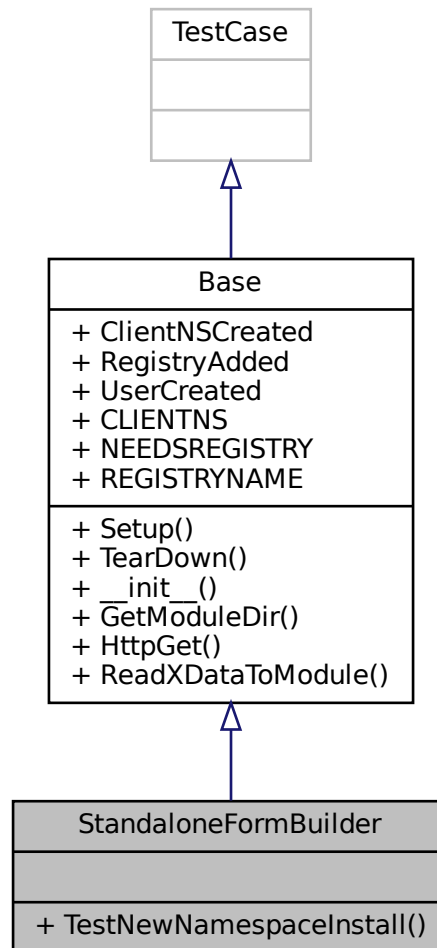 TestCase
Base
+ ClientNSCreated
+ RegistryAdded
+ UserCreated
+ CLIENTNS
+ NEEDSREGISTRY
+ REGISTRYNAME
+ Setup()
+ TearDown()
+ __init__()
+ GetModuleDir()
+ HttpGet()
+ ReadXDataToModule()
StandaloneFormBuilder
+ TestNewNamespaceInstall()